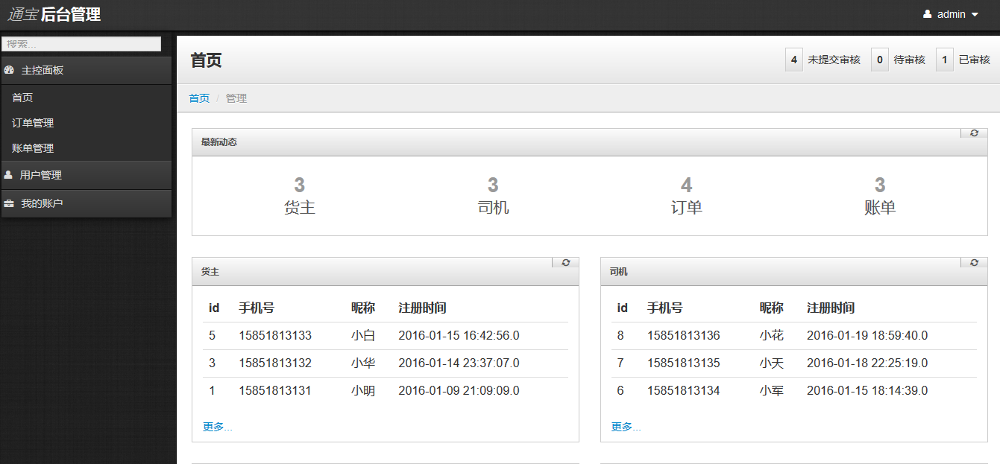 通宝 后台管理
admin
搜索...
主控面板
首页
订单管理
账单管理
用户管理
我的账户
首页
4 未提交审核 0 待审核 1 已审核
首页 / 管理
最新动态
3 3 4 3
货主 司机 订单 账单
货主
id 手机号 昵称 注册时间
5 15851813133 小白 2016-01-15 16:42:56.0
3 15851813132 小华 2016-01-14 23:37:07.0
1 15851813131 小明 2016-01-09 21:09:09.0
更多...
司机
id 手机号 昵称 注册时间
8 15851813136 小花 2016-01-19 18:59:40.0
7 15851813135 小天 2016-01-18 22:25:19.0
6 15851813134 小军 2016-01-15 18:14:39.0
更多...